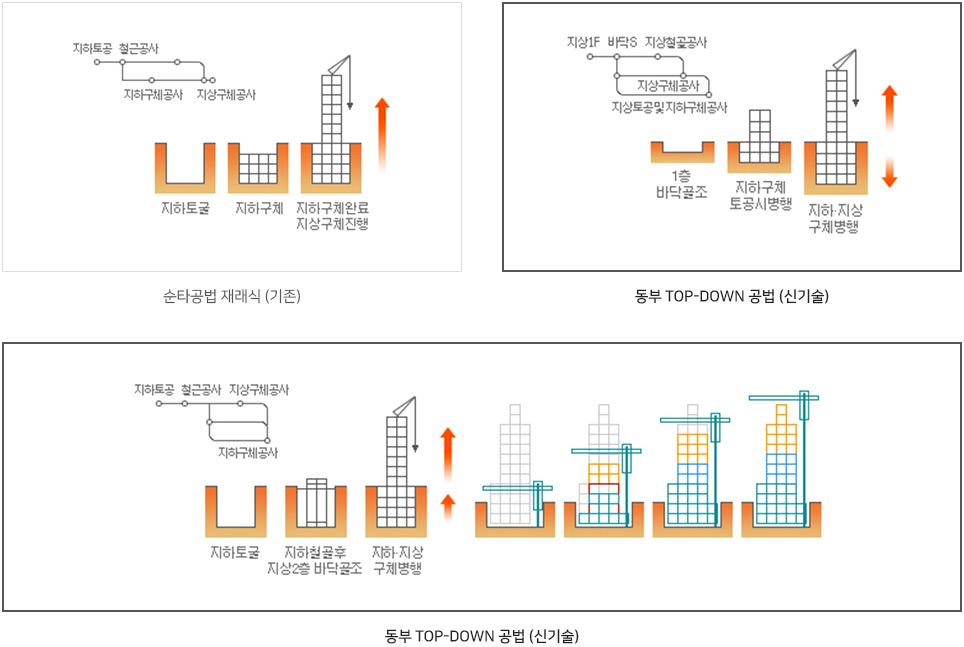 지하토공 철근공사
지하구체공사 지상구체공사
지하토굴
지하구체
지하구체완료
지상구체진행
순타공법 재래식 (기존)
지상1F 바닥S 지상철골공사
지상구체공사
지상토공및지하구체공사
1층
바닥골조
지하구체
토공시병행
지하·지상
구체병행
동부 TOP-DOWN 공법 (신기술)
지하토공 철근공사 지상구체공사
지하구체공사
지하토굴
지하철골후
지상2층 바닥골조
지하·지상
구체병행
동부 TOP-DOWN 공법 (신기술)